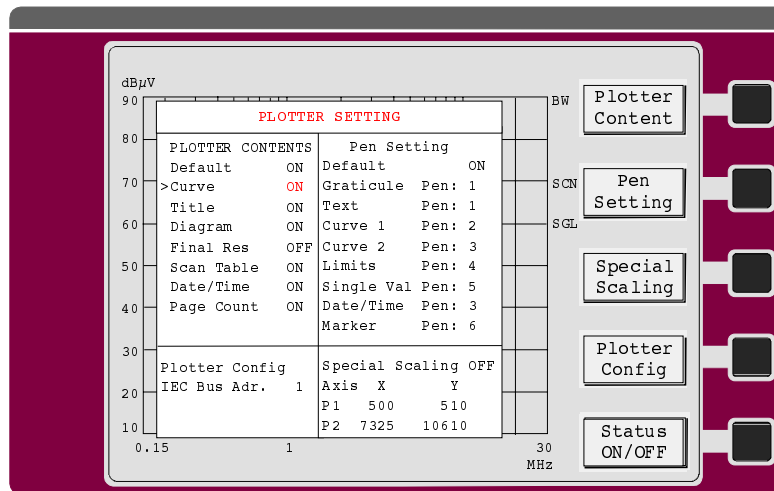 dBµV
90
80
70
60
50
40
30
20
10
0.15
1
30
MHz
BW
SCN
SGL
PLOTTER SETTING
PLOTTER CONTENTS
Default ON
>Curve ON
Title ON
Diagram ON
Final Res OFF
Scan Table ON
Date/Time ON
Page Count ON
Pen Setting
Default ON
Graticule Pen: 1
Text Pen: 1
Curve 1 Pen: 2
Curve 2 Pen: 3
Limits Pen: 4
Single Val Pen: 5
Date/Time Pen: 3
Marker Pen: 6
Plotter Config
IEC Bus Adr. 1
Special Scaling OFF
Axis X Y
P1 500 510
P2 7325 10610
Plotter
Content
Pen
Setting
Special
Scaling
Plotter
Config
Status
ON/OFF